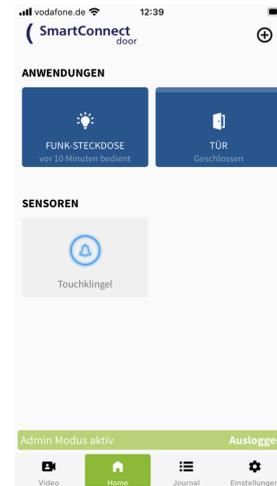 vodafone.de 12:39
SmartConnect
door
ANWENDUNGEN
FUNK-STECKDOSE
vor 10 Minuten bedient
TÜR
Geschlossen
SENSOREN
Touchklingel
Admin Modus aktiv Auslogge
Video Home Journal Einstellungen